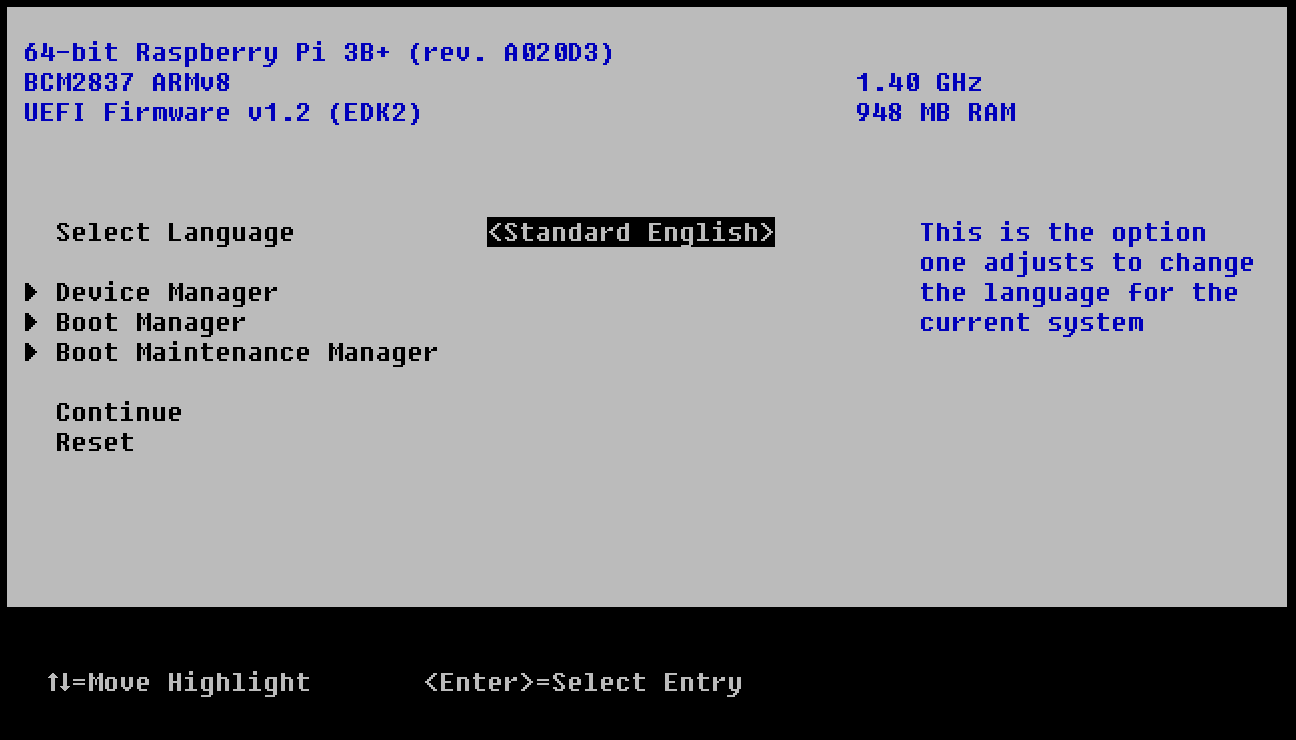 64-bit Raspberry Pi 3B+ (rev. A020D3)
BCM2837 ARMv8 1.40 GHz
UEFI Firmware v1.2 (EDK2) 948 MB RAM
Select Language <Standard English> This is the option
one adjusts to change
▶ Device Manager the language for the
▶ Boot Manager current system
▶ Boot Maintenance Manager
Continue
Reset
↑↓=Move Highlight <Enter>=Select Entry